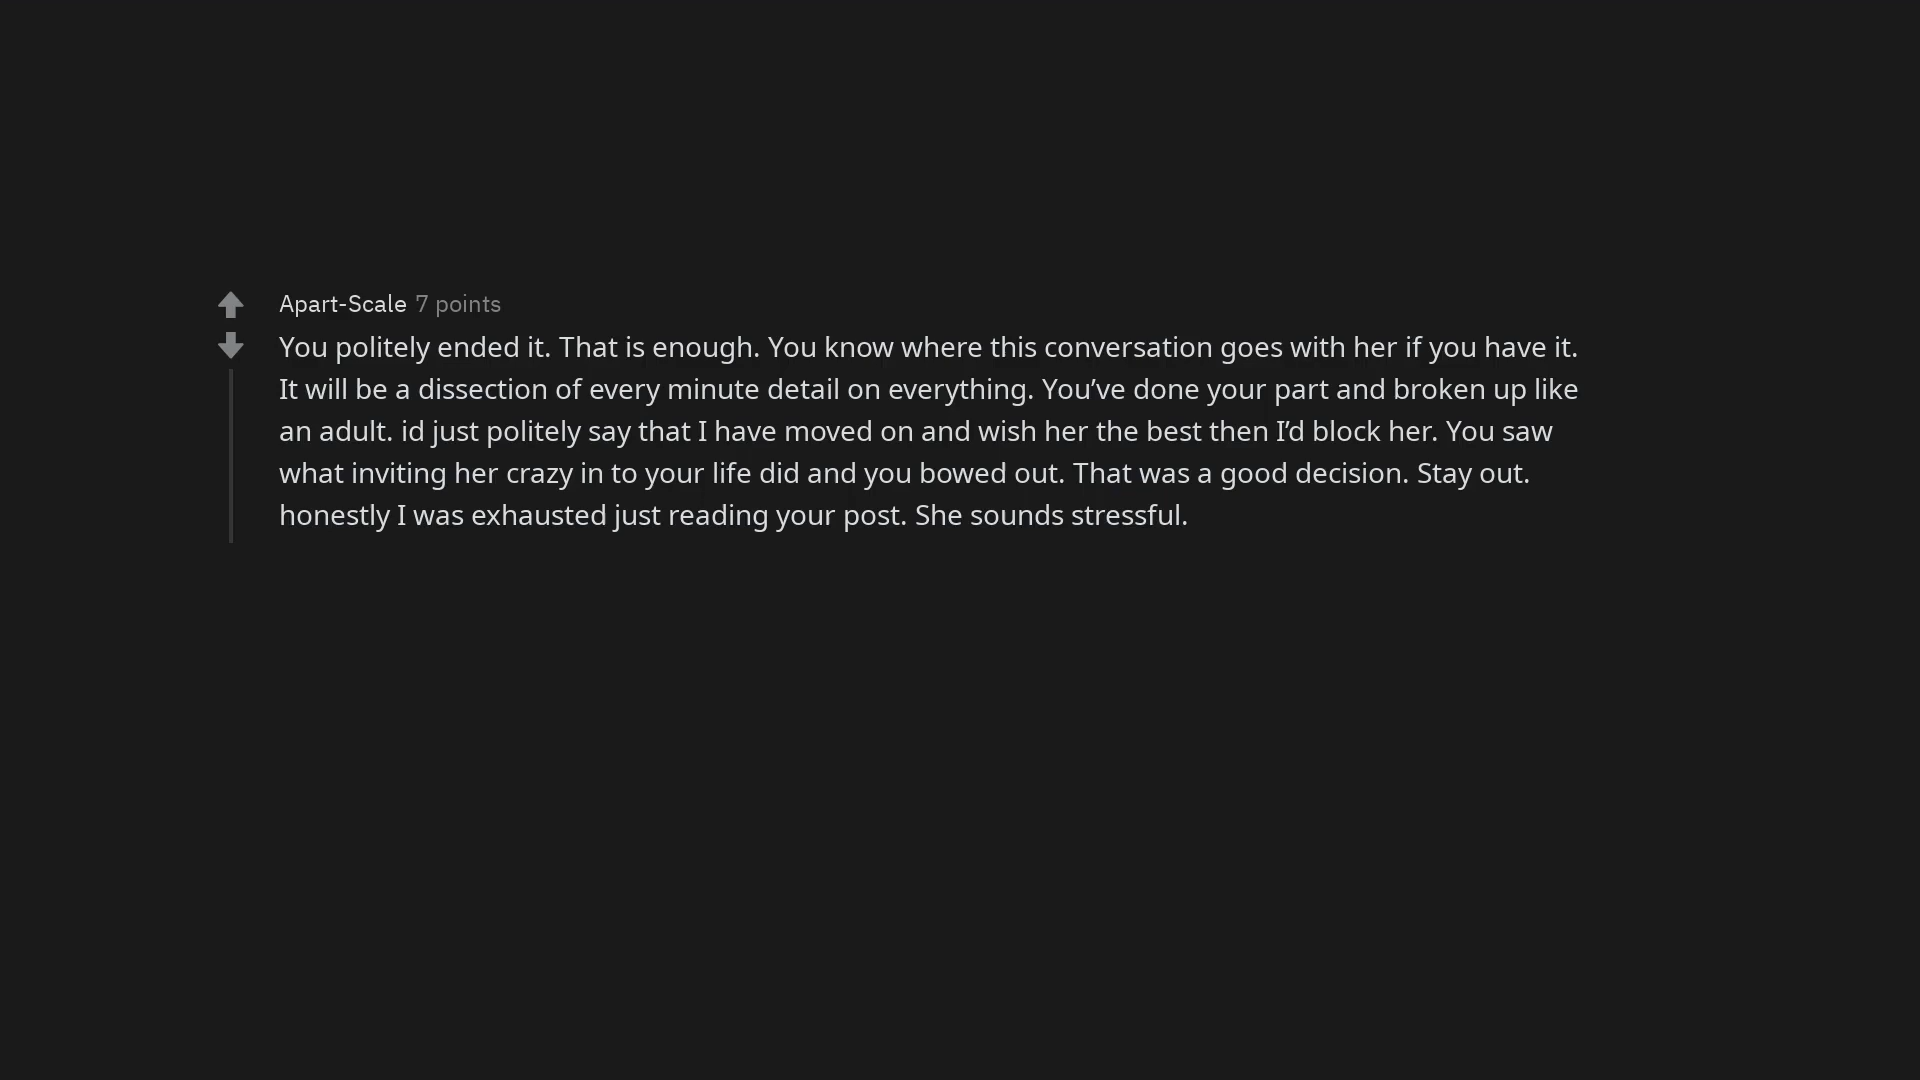 Apart-Scale 7 points
You politely ended it. That is enough. You know where this conversation goes with her if you have it.
It will be a dissection of every minute detail on everything. You’ve done your part and broken up like
an adult. id just politely say that I have moved on and wish her the best then I’d block her. You saw
what inviting her crazy in to your life did and you bowed out. That was a good decision. Stay out.
honestly I was exhausted just reading your post. She sounds stressful.